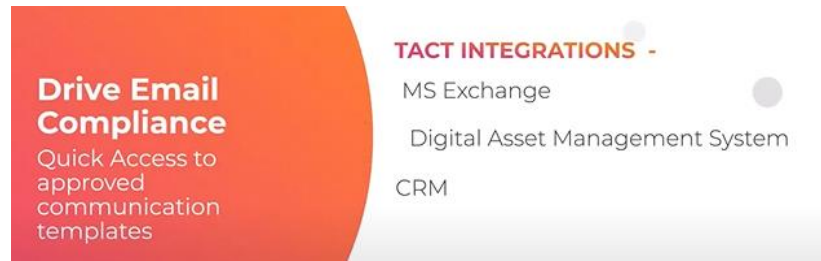 Drive Email
Compliance
Quick Access to
approved
communication
templates
TACT INTEGRATIONS -
MS Exchange
Digital Asset Management System
CRM